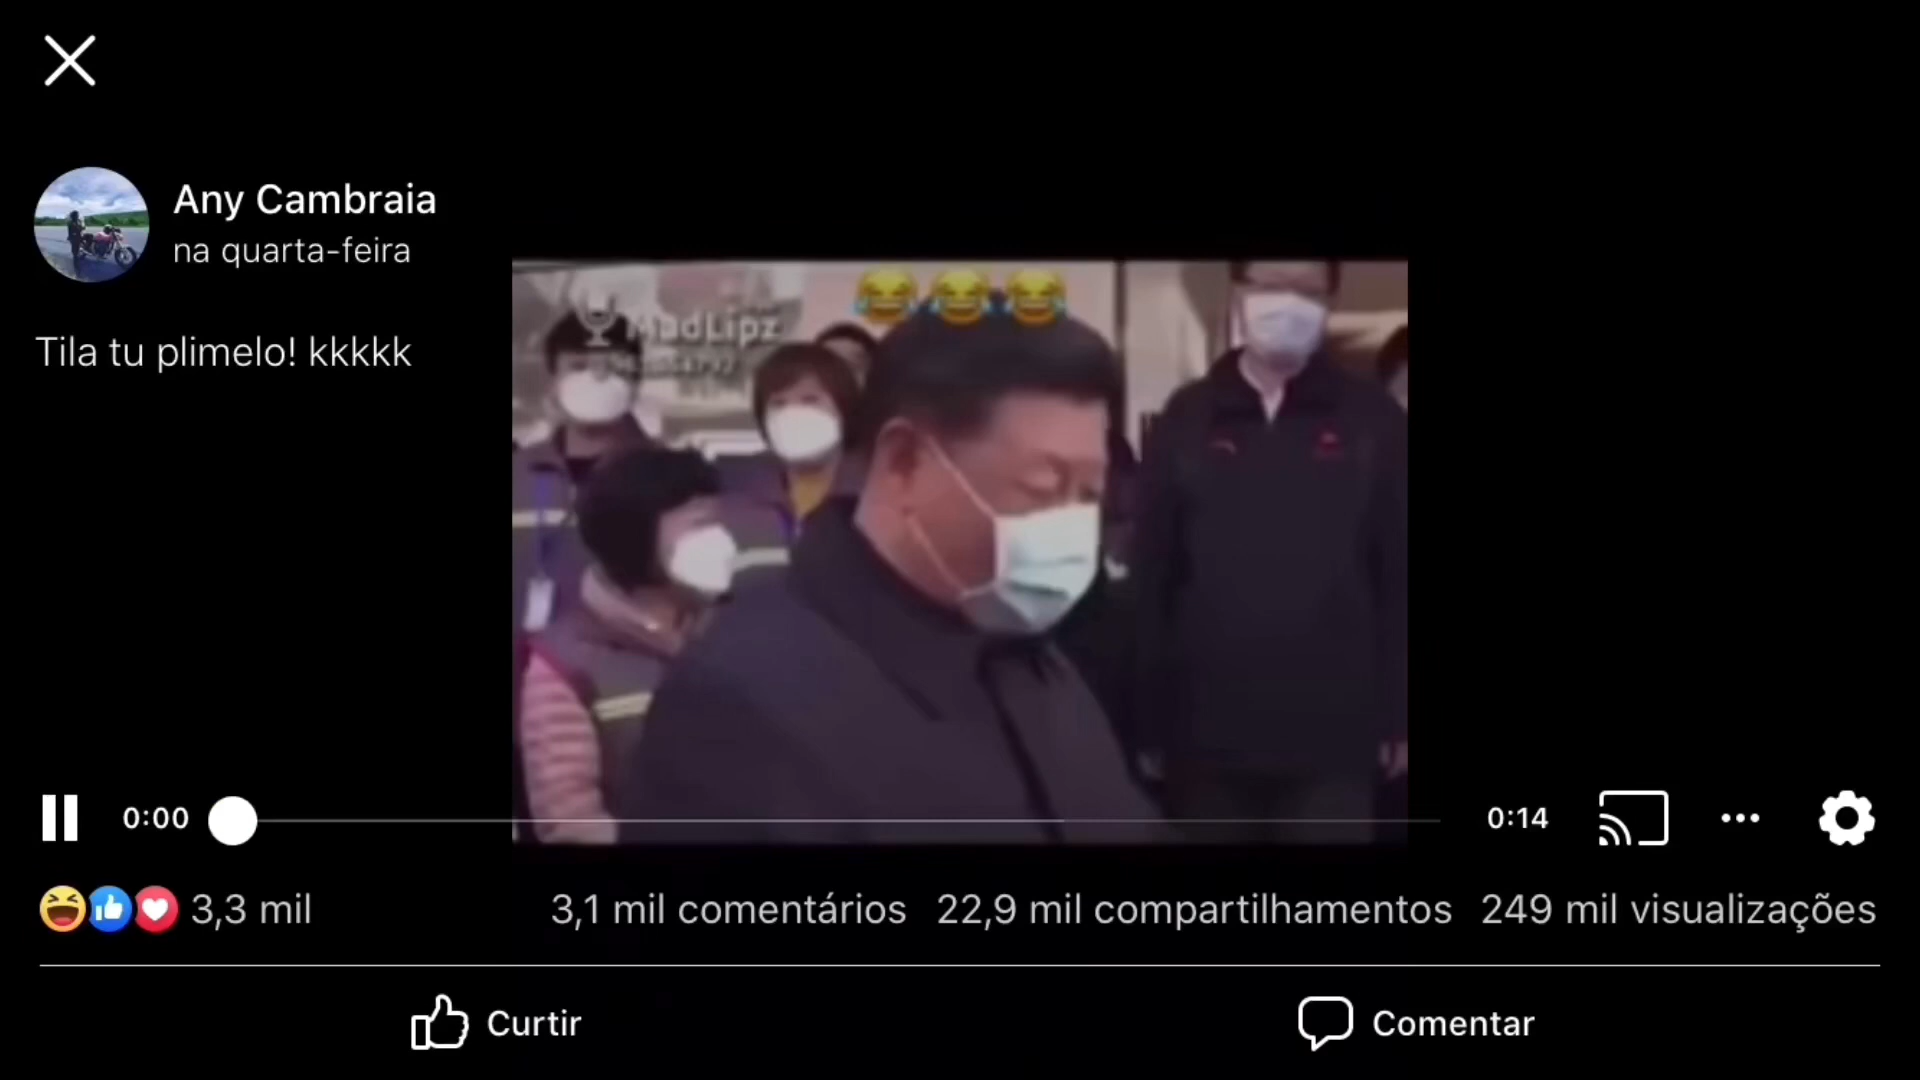 Any Cambraia
na quarta-feira
Tila tu plimelo! kkkkk
MadLipz
0:00
0:14
3,3 mil
3,1 mil comentários 22,9 mil compartilhamentos 249 mil visualizações
Curtir
Comentar